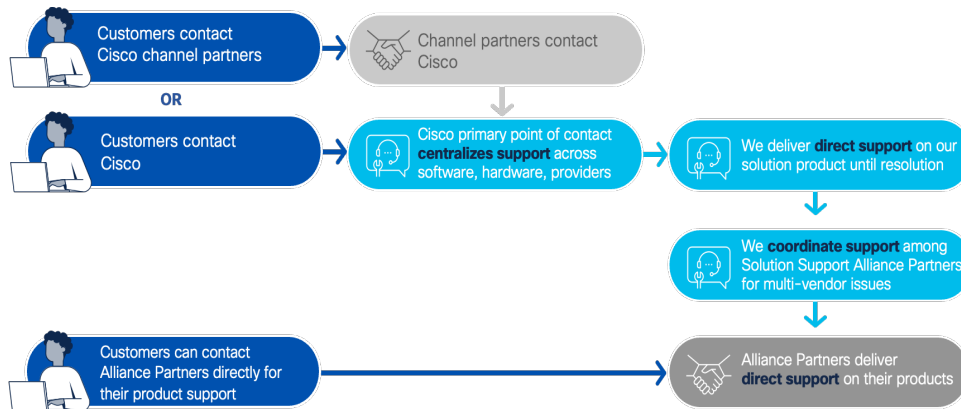 Customers contact
Cisco channel partners
Channel partners contact
Cisco
OR
Customers contact
Cisco
Cisco primary point of contact
centralizes support across
software, hardware, providers
We deliver direct support on our
solution product until resolution
We coordinate support among
Solution Support Alliance Partners
for multi-vendor issues
Customers can contact
Alliance Partners directly for
their product support
Alliance Partners deliver
direct support on their products